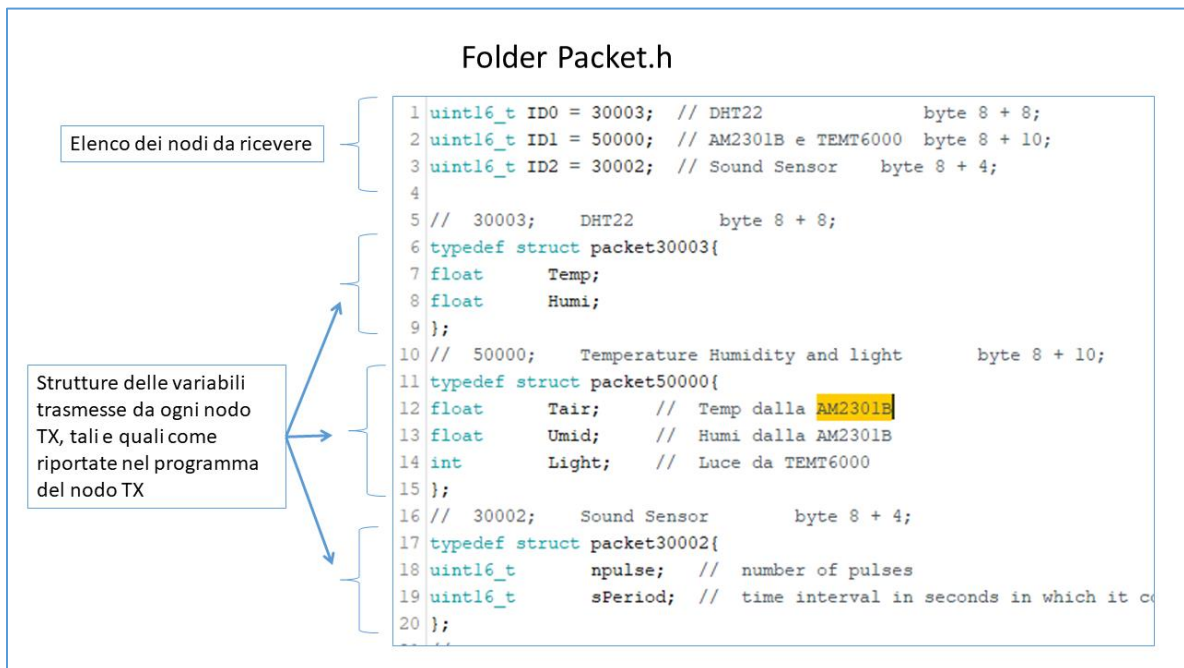 Folder Packet.h
Elenco dei nodi da ricevere
Strutture delle variabili
trasmesse da ogni nodo
TX, tali e quali come
riportate nel programma
del nodo TX
1 uint16_t ID0 = 30003;  // DHT22                byte 8 + 8;
2 uint16_t ID1 = 50000;  // AM2301B e TEMT6000  byte 8 + 10;
3 uint16_t ID2 = 30002;  // Sound Sensor    byte 8 + 4;
4
5 //  30003;    DHT22        byte 8 + 8;
6 typedef struct packet30003{
7 float      Temp;
8 float      Humi;
9 };
10 //  50000;    Temperature Humidity and light      byte 8 + 10;
11 typedef struct packet50000{
12 float      Tair;    //  Temp dalla AM2301B
13 float      Umid;    //  Humi dalla AM2301B
14 int        Light;   //  Luce da TEMT6000
15 };
16 //  30002;    Sound Sensor        byte 8 + 4;
17 typedef struct packet30002{
18 uint16_t       npulse;  //  number of pulses
19 uint16_t       sPeriod; //  time interval in seconds in which it
20 };